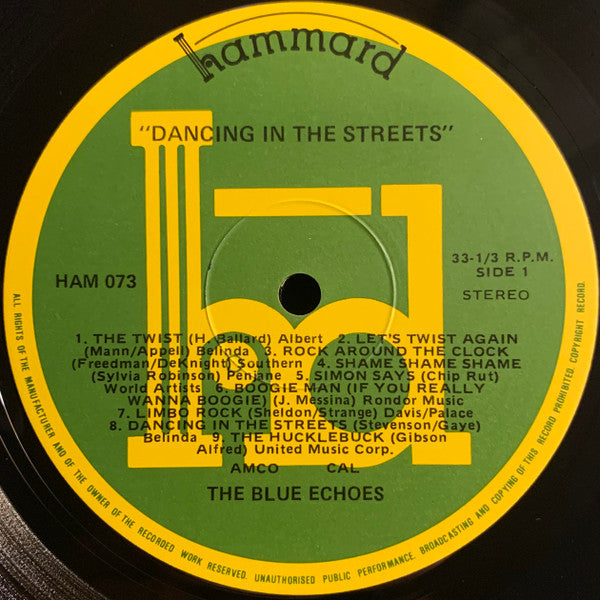 hammard
"DANCING IN THE STREETS"
HAM 073
33-1/3 R.P.M.
SIDE 1
STEREO
1. THE TWIST (H. Ballard) Albert 2. LET'S TWIST AGAIN
(Mann/Appell) Belinda 3. ROCK AROUND THE CLOCK
(Freedman/DeKnight) Southern 4. SHAME SHAME SHAME
(Sylvia Robinson) Penjane 5. SIMON SAYS (Chip Rut)
World Artists 6. BOOGIE MAN (IF YOU REALLY
WANNA BOOGIE) (J. Messina) Rondor Music
7. LIMBO ROCK (Sheldon/Strange) Davis/Palace
8. DANCING IN THE STREETS (Stevenson/Gaye)
Belinda 9. THE HUCKLEBUCK (Gibson
Alfred) United Music Corp.
AMCO CAL
THE BLUE ECHOES
ALL RIGHTS OF THE MANUFACTURER AND OF THE OWNER OF THE RECORDED WORK RESERVED. UNAUTHORISED PUBLIC PERFORMANCE. BROADCASTING AND COPYING OF THIS RECORD PROHIBITED. COPYRIGHT RECORD.